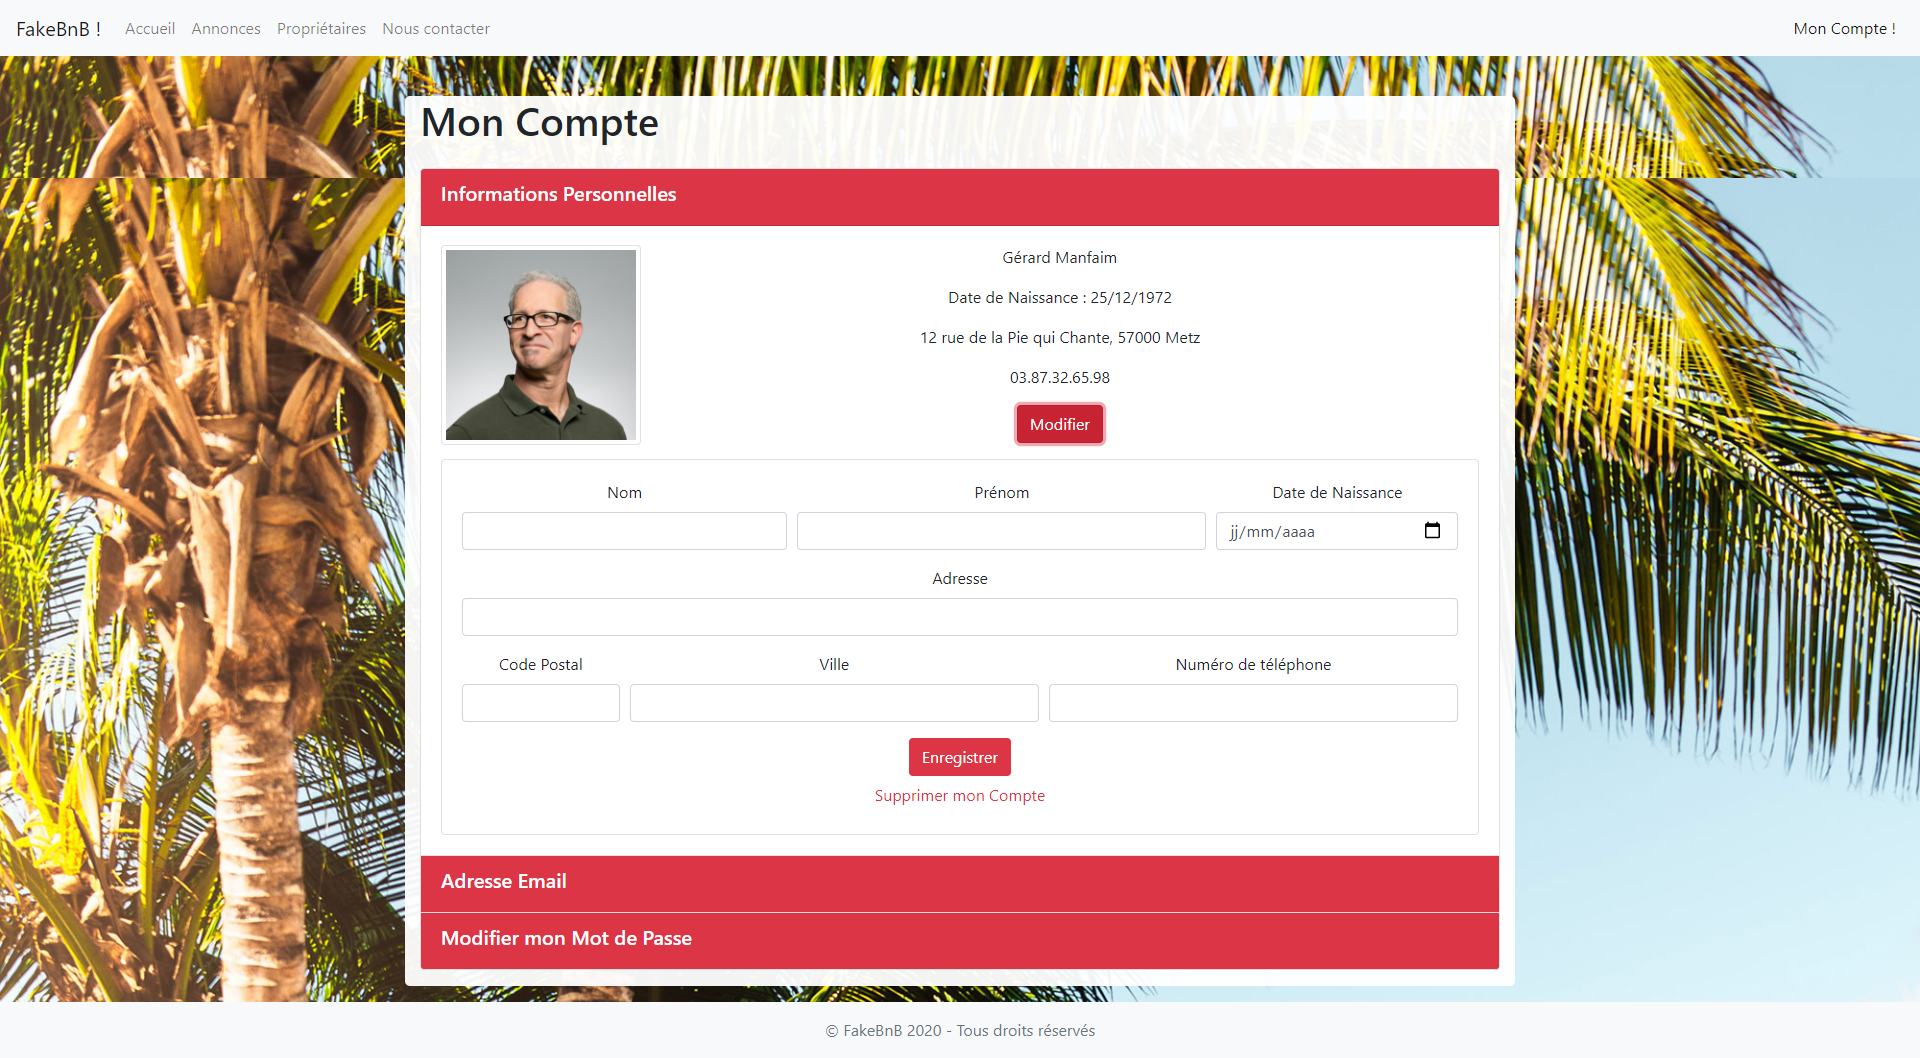 FakeBnB ! Accueil Annonces Propriétaires Nous contacter Mon Compte !
Mon Compte
Informations Personnelles
Gérard Manfaim
Date de Naissance : 25/12/1972
12 rue de la Pie qui Chante, 57000 Metz
03.87.32.65.98
Modifier
Nom Prénom Date de Naissance
jj/mm/aaaa
Adresse
Code Postal Ville Numéro de téléphone
Enregistrer
Supprimer mon Compte
Adresse Email
Modifier mon Mot de Passe
© FakeBnB 2020 - Tous droits réservés